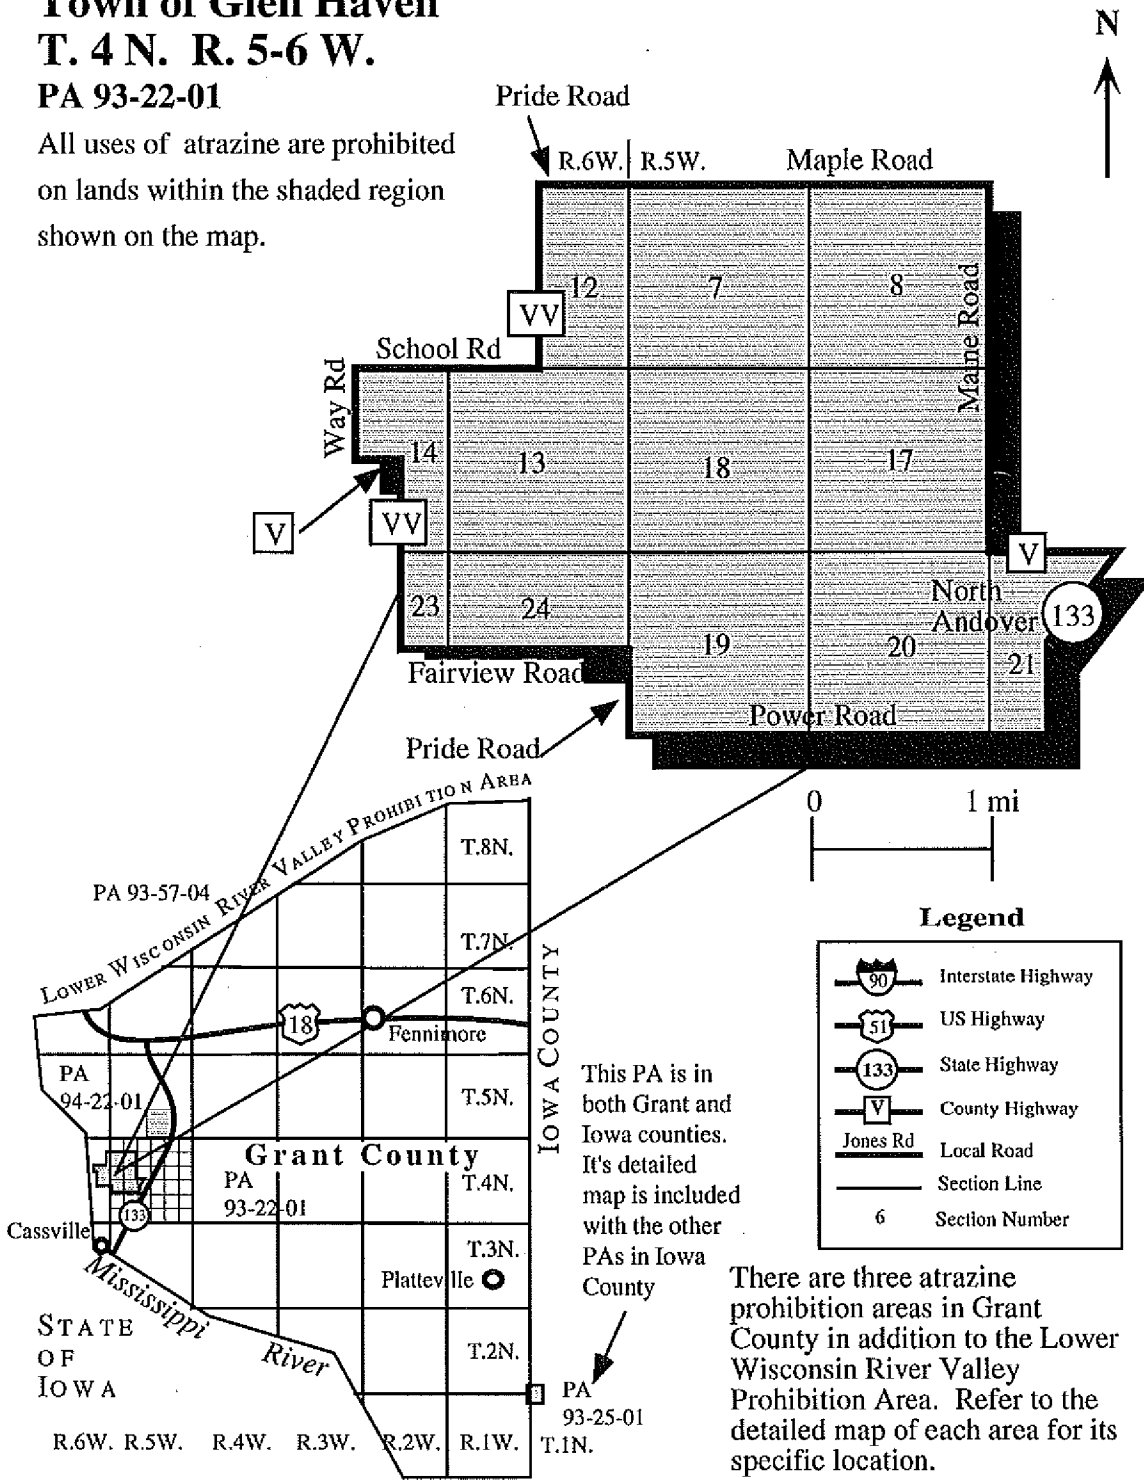 Town of Glen Haven
T. 4 N. R. 5-6 W.
PA 93-22-01
All uses of atrazine are prohibited
on lands within the shaded region
shown on the map.
N
Pride Road
R.6W. R.5W.
Maple Road
12
7
8
VV
Maine Road
School Rd
Way Rd
14
13
18
17
V
VV
V
North
Andover
133
23
24
19
20
21
Fairview Road
Power Road
Pride Road
0 1 mi
LOWER WISCONSIN RIVER VALLEY PROHIBITION AREA
PA 93-57-04
T.8N.
T.7N.
T.6N.
18
Fennimore
IOWA COUNTY
PA
94-22-01
T.5N.
Grant County
PA
93-22-01
T.4N.
133
Cassville
T.3N.
Platteville
Mississippi
River
STATE
OF
IOWA
T.2N.
PA
93-25-01
R.6W. R.5W. R.4W. R.3W. R.2W. R.1W. T.1N.
This PA is in
both Grant and
Iowa counties.
It's detailed
map is included
with the other
PAs in Iowa
County
Legend
90 Interstate Highway
51 US Highway
133 State Highway
V County Highway
Jones Rd Local Road
Section Line
6 Section Number
There are three atrazine
prohibition areas in Grant
County in addition to the Lower
Wisconsin River Valley
Prohibition Area. Refer to the
detailed map of each area for its
specific location.